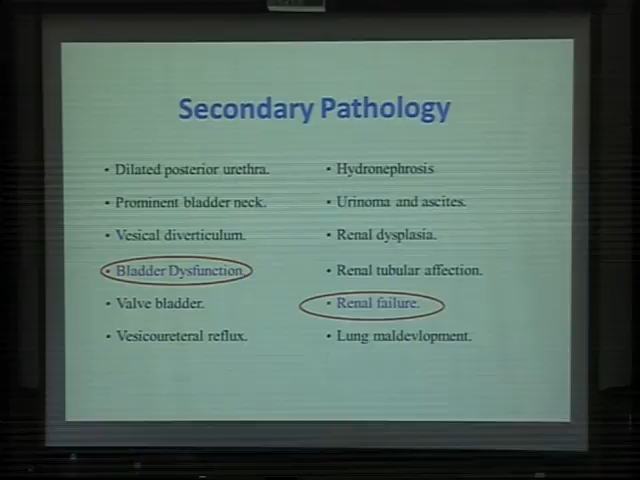 Secondary Pathology
• Dilated posterior urethra.
• Prominent bladder neck.
• Vesical diverticulum.
• Bladder Dysfunction.
• Valve bladder.
• Vesicoureteral reflux.
• Hydronephrosis
• Urinoma and ascites.
• Renal dysplasia.
• Renal tubular affection.
• Renal failure.
• Lung maldevlopment.